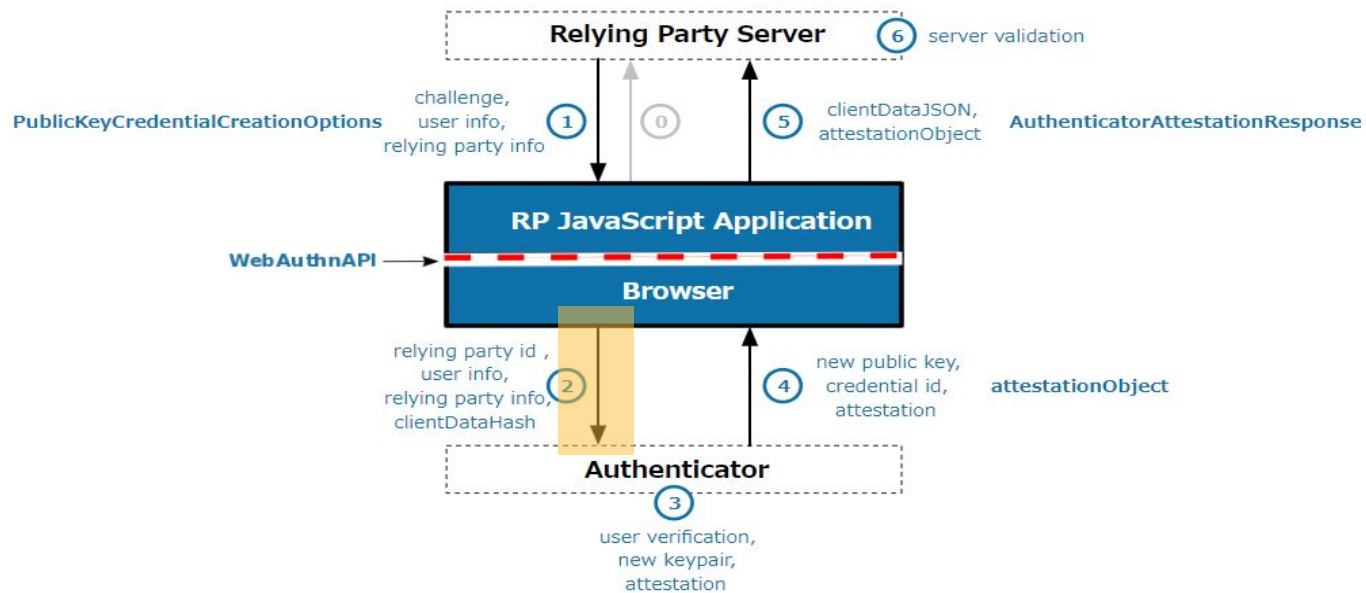 Relying Party Server
6 server validation
PublicKeyCredentialCreationOptions
challenge,
user info,
relying party info
1
0
5
clientDataJSON,
attestationObject
AuthenticatorAttestationResponse
RP JavaScript Application
WebAuthnAPI
Browser
relying party id ,
user info,
relying party info,
clientDataHash
2
4
new public key,
credential id,
attestation
attestationObject
Authenticator
3
user verification,
new keypair,
attestation